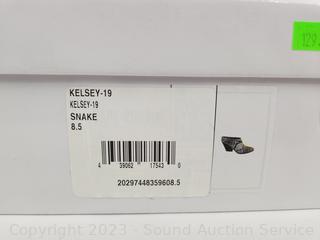 129.
KELSEY-19
KELSEY-19
SNAKE
8.5
4 39062 17543 0
20297448359608.5
Copyright 2023 - Sound Auction Service